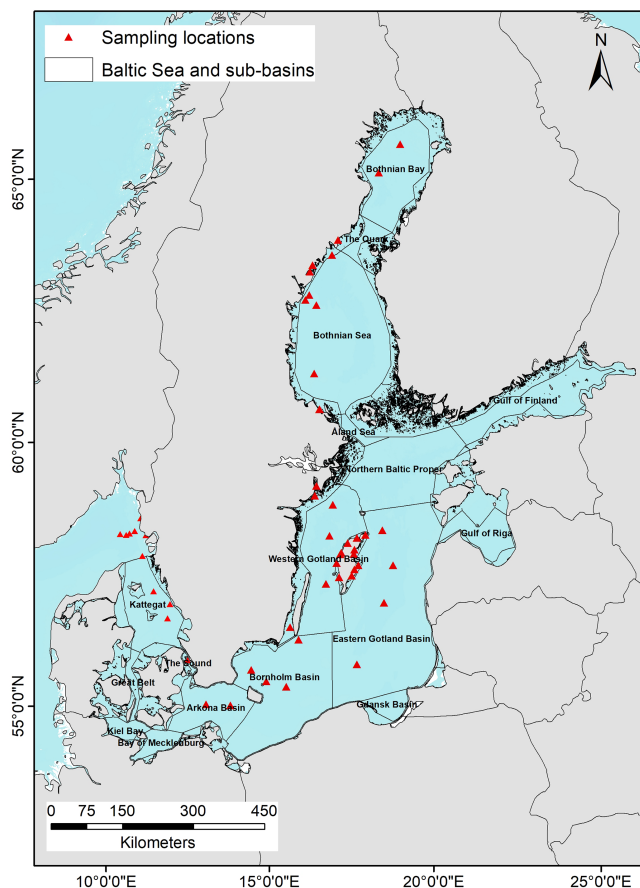 Sampling locations
Baltic Sea and sub-basins
N
Bothnian Bay
65°0'0"N
The Quark
Bothnian Sea
Gulf of Finland
Åland Sea
60°0'0"N
Northern Baltic Proper
Gulf of Riga
Western Gotland Basin
Kattegat
Eastern Gotland Basin
The Sound
Bornholm Basin
Great Belt
Gdansk Basin
Arkona Basin
55°0'0"N
Kiel Bay
Bay of Mecklenburg
0 75 150 300 450
Kilometers
10°0'0"E 15°0'0"E 20°0'0"E 25°0'0"E